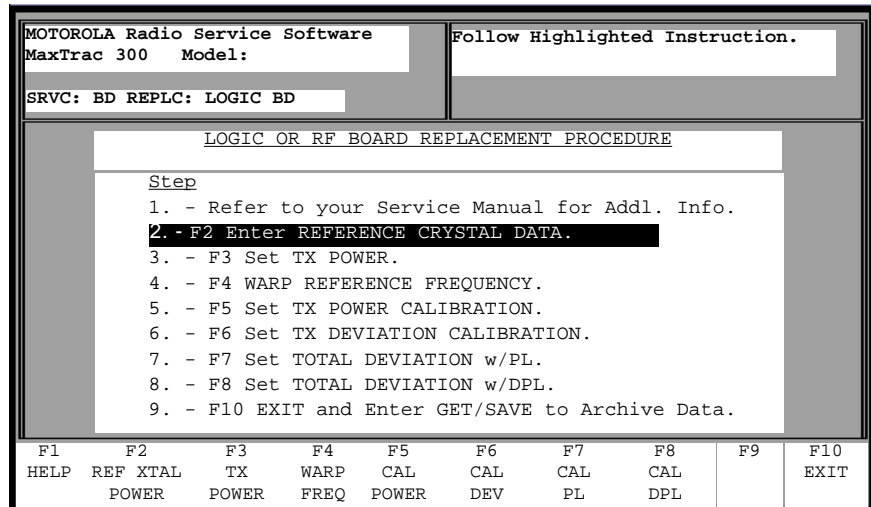 MOTOROLA Radio Service Software
MaxTrac 300 Model:
SRVC: BD REPLC: LOGIC BD
Follow Highlighted Instruction.
LOGIC OR RF BOARD REPLACEMENT PROCEDURE
Step
1. - Refer to your Service Manual for Addl. Info.
2. - F2 Enter REFERENCE CRYSTAL DATA.
3. - F3 Set TX POWER.
4. - F4 WARP REFERENCE FREQUENCY.
5. - F5 Set TX POWER CALIBRATION.
6. - F6 Set TX DEVIATION CALIBRATION.
7. - F7 Set TOTAL DEVIATION w/PL.
8. - F8 Set TOTAL DEVIATION w/DPL.
9. - F10 EXIT and Enter GET/SAVE to Archive Data.
F1 F2 F3 F4 F5 F6 F7 F8 F9 F10
HELP REF XTAL TX WARP CAL CAL CAL CAL EXIT
POWER POWER FREQ POWER DEV PL DPL